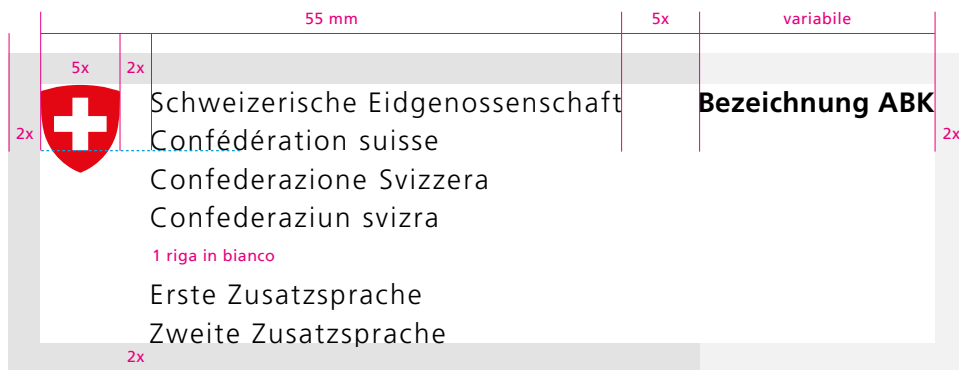 55 mm 5x variabile
5x 2x
Schweizerische Eidgenossenschaft Bezeichnung ABK
2x Confédération suisse 2x
Confederazione Svizzera
Confederaziun svizra
1 riga in bianco
Erste Zusatzsprache
Zweite Zusatzsprache
2x